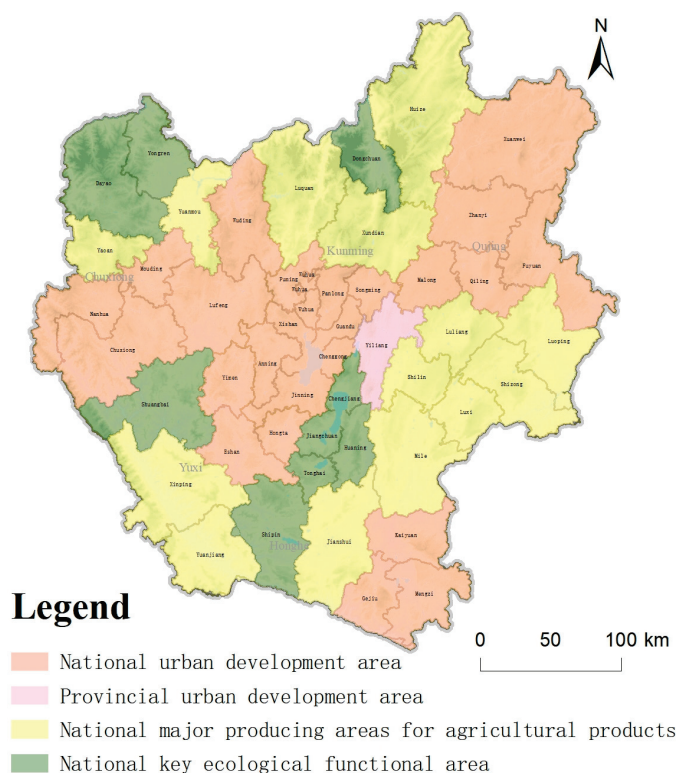 N
Huize
Xuanwei
Yongren
Dongchuan
Dayao
Luquan
Yuanmou
Zhanyi
Wuding
Xundian
Qujing
Yaoan
Kunming
Mouding
Chuxiong
Fuyuan
Fuming
Wuhua
Malong
Qiling
Wuhua
Panlong
Songming
Lufeng
Nanhua
Wuhua
Xishan
Guandu
Luliang
Luoping
Yiliang
Chuxiong
Chenggong
Anning
Yimen
Shilin
Shizong
Jinning
Chengjiang
Shuangbai
Luxi
Hongta
Jiangchuan
Huaning
Eshan
Mile
Yuxi
Tonghai
Xinping
Shipin
Kaiyuan
Jianshui
Honghe
Yuanjiang
Mengzi
Gejiu
Legend
0 50 100 km
National urban development area
Provincial urban development area
National major producing areas for agricultural products
National key ecological functional area